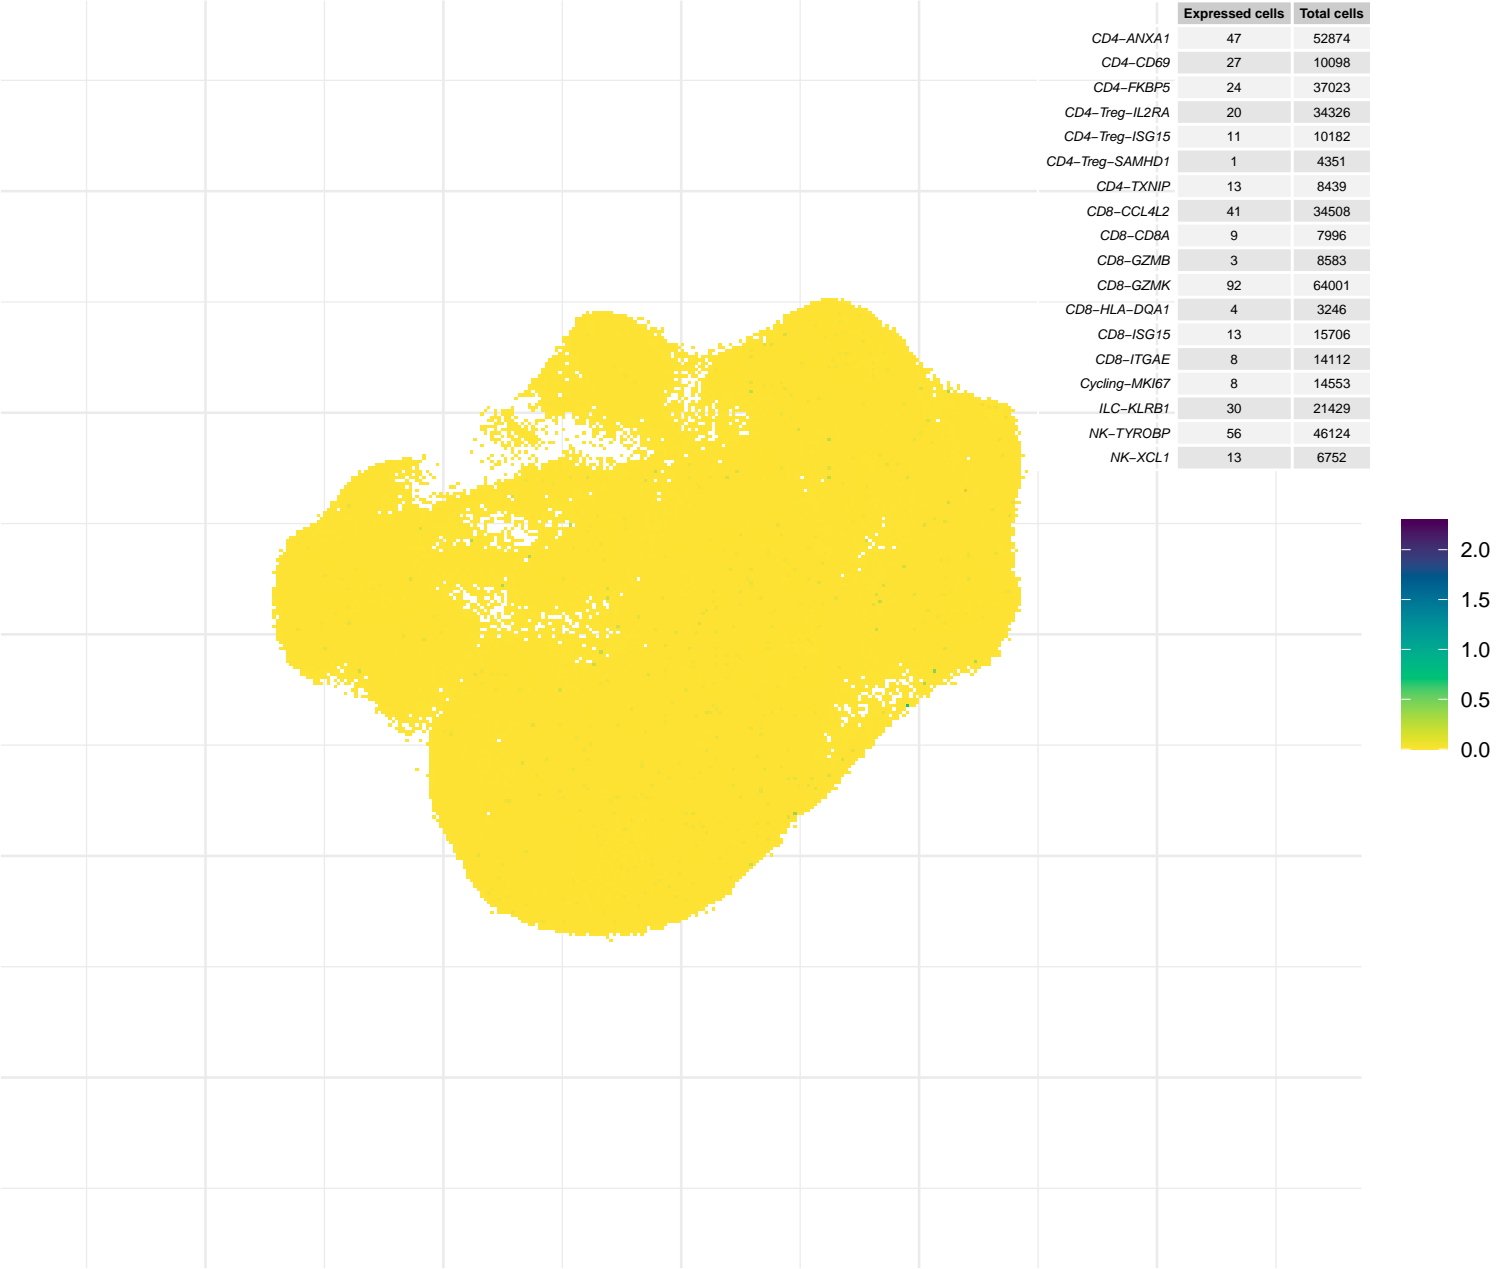 Expressed cells Total cells
CD4−ANXA1 47 52874
CD4−CD69 27 10098
CD4−FKBP5 24 37023
CD4−Treg−IL2RA 20 34326
CD4−Treg−ISG15 11 10182
CD4−Treg−SAMHD1 1 4351
CD4−TXNIP 13 8439
CD8−CCL4L2 41 34508
CD8−CD8A 9 7996
CD8−GZMB 3 8583
CD8−GZMK 92 64001
CD8−HLA−DQA1 4 3246
CD8−ISG15 13 15706
CD8−ITGAE 8 14112
Cycling−MKI67 8 14553
ILC−KLRB1 30 21429
NK−TYROBP 56 46124
NK−XCL1 13 6752
2.0
1.5
1.0
0.5
0.0